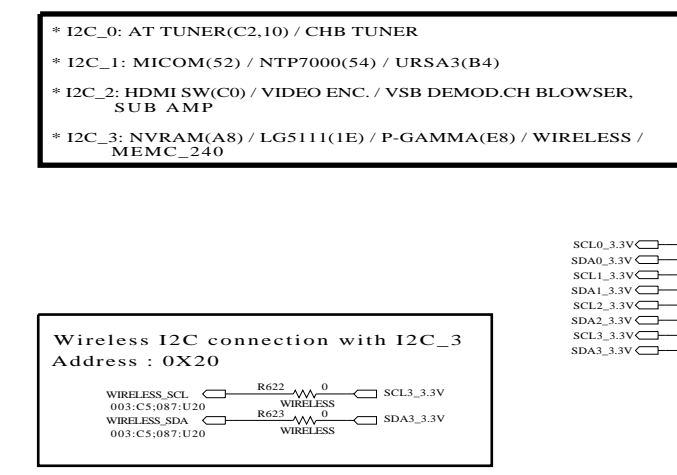 * I2C_0: AT TUNER(C2,10) / CHB TUNER
* I2C_1: MICOM(52) / NTP7000(54) / URSA3(B4)
* I2C_2: HDMI SW(C0) / VIDEO ENC. / VSB DEMOD.CH BLOWSER,
SUB AMP
* I2C_3: NVRAM(A8) / LG5111(1E) / P-GAMMA(E8) / WIRELESS /
MEMC_240
SCL0_3.3V
SDA0_3.3V
SCL1_3.3V
SDA1_3.3V
SCL2_3.3V
SDA2_3.3V
SCL3_3.3V
SDA3_3.3V
Wireless I2C connection with I2C_3
Address : 0X20
WIRELESS_SCL R622 0 SCL3_3.3V
003:C5;087:U20 WIRELESS
WIRELESS_SDA R623 0 SDA3_3.3V
003:C5;087:U20 WIRELESS